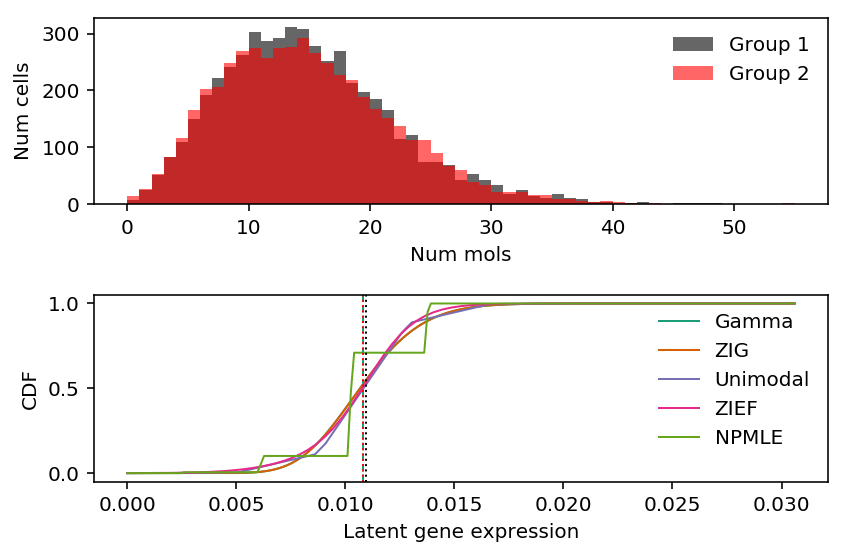 300
200
100
0
Num cells
Group 1
Group 2
0 10 20 30 40 50
Num mols
1.0
0.5
0.0
CDF
Gamma
ZIG
Unimodal
ZIEF
NPMLE
0.000 0.005 0.010 0.015 0.020 0.025 0.030
Latent gene expression